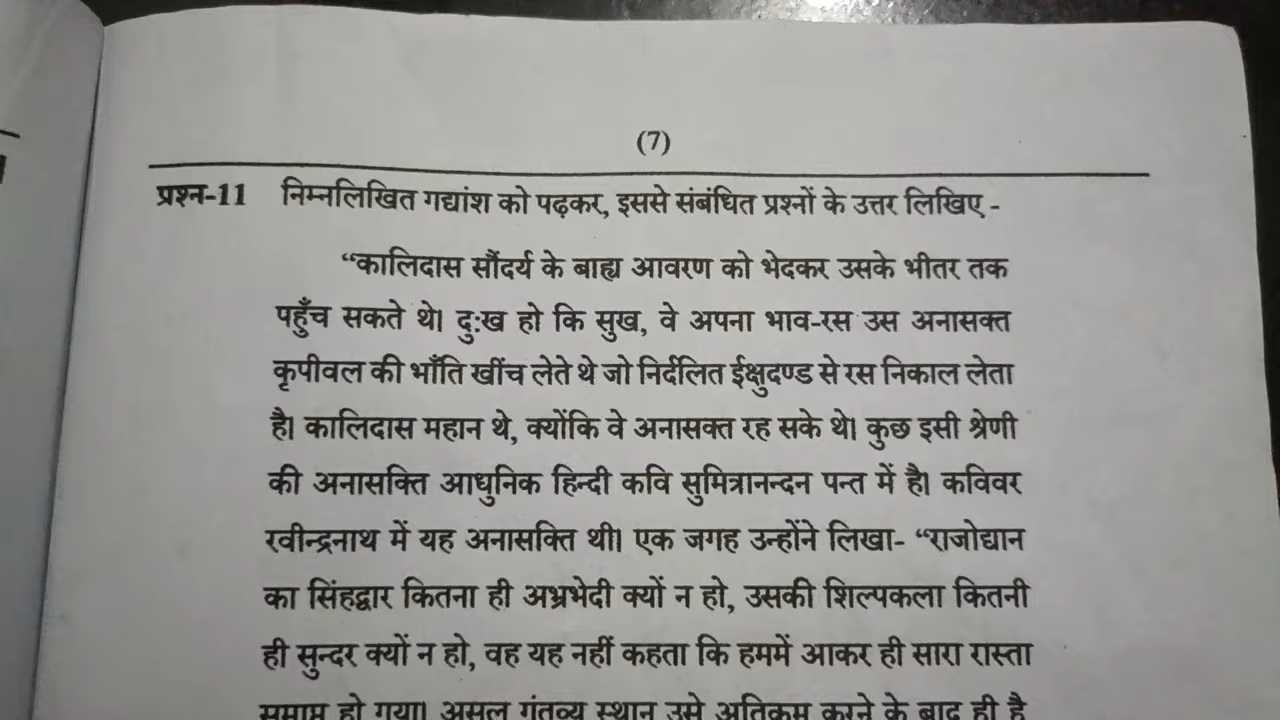 (7)
प्रश्न-11 निम्नलिखित गद्यांश को पढ़कर, इससे संबंधित प्रश्नों के उत्तर लिखिए -
“कालिदास सौंदर्य के बाह्य आवरण को भेदकर उसके भीतर तक
पहुँच सकते थे। दुःख हो कि सुख, वे अपना भाव-रस उस अनासक्त
कृपीवल की भाँति खींच लेते थे जो निर्दलित ईक्षुदण्ड से रस निकाल लेता
है। कालिदास महान थे, क्योंकि वे अनासक्त रह सके थे। कुछ इसी श्रेणी
की अनासक्ति आधुनिक हिन्दी कवि सुमित्रानन्दन पन्त में है। कविवर
रवीन्द्रनाथ में यह अनासक्ति थी। एक जगह उन्होंने लिखा- “राजोद्यान
का सिंहद्वार कितना ही अभ्रभेदी क्यों न हो, उसकी शिल्पकला कितनी
ही सुन्दर क्यों न हो, वह यह नहीं कहता कि हममें आकर ही सारा रास्ता
समाप्त हो गया। असल गंतव्य स्थान उसे अतिक्रम करने के बाद ही है